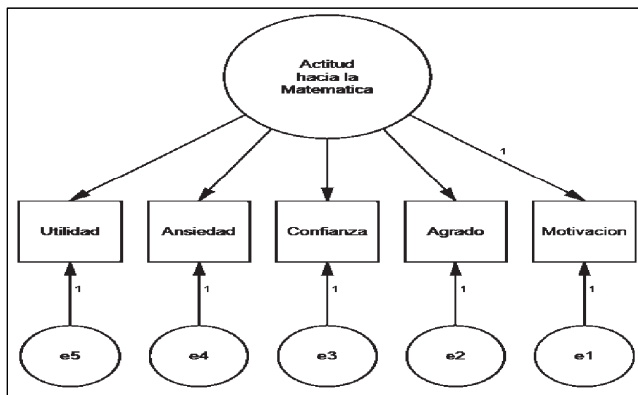 Actitud
hacia la
Matematica
1
Utilidad
Ansiedad
Confianza
Agrado
Motivacion
1
1
1
1
1
e5
e4
e3
e2
e1